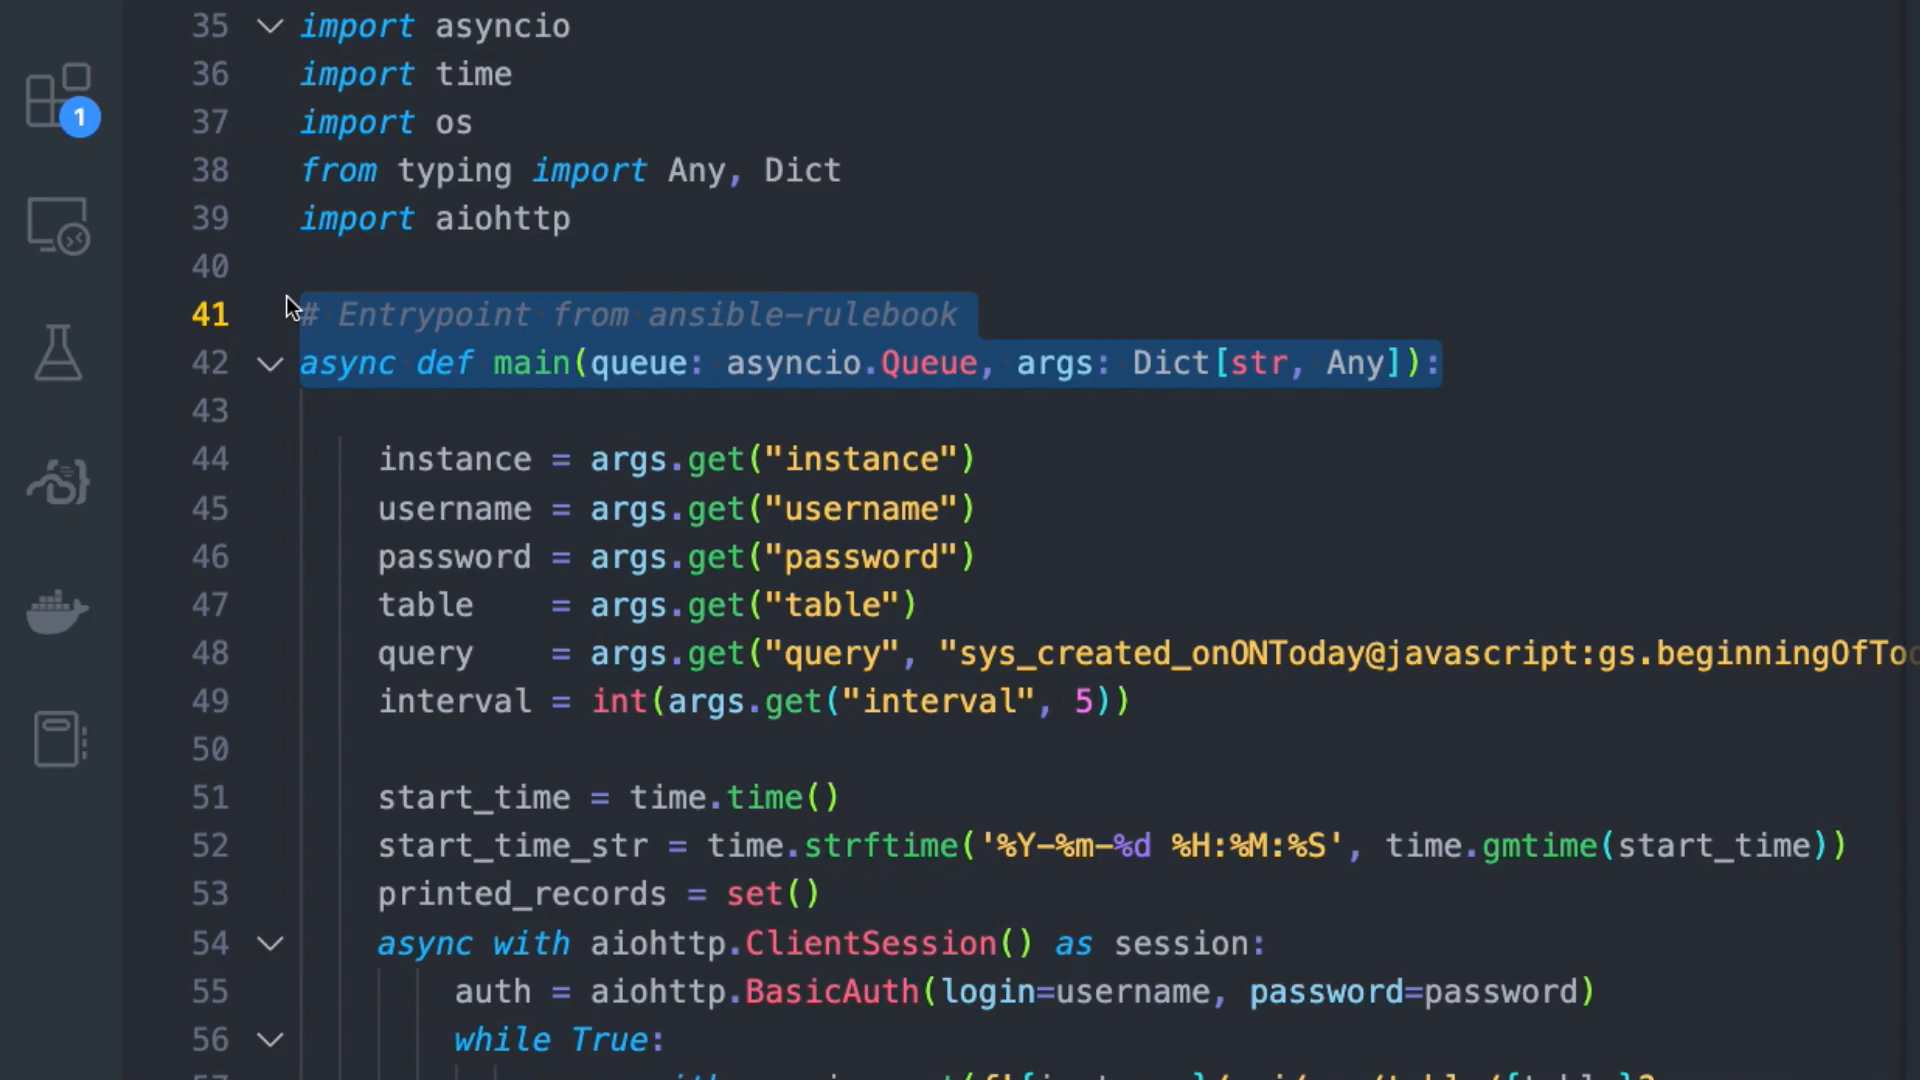 35 import asyncio
36 import time
37 import os
38 from typing import Any, Dict
39 import aiohttp
40
41 # Entrypoint from ansible-rulebook
42 async def main(queue: asyncio.Queue, args: Dict[str, Any]):
43
44 instance = args.get("instance")
45 username = args.get("username")
46 password = args.get("password")
47 table    = args.get("table")
48 query    = args.get("query", "sys_created_onONToday@javascript:gs.beginningOfTo
49 interval = int(args.get("interval", 5))
50
51 start_time = time.time()
52 start_time_str = time.strftime('%Y-%m-%d %H:%M:%S', time.gmtime(start_time))
53 printed_records = set()
54 async with aiohttp.ClientSession() as session:
55 auth = aiohttp.BasicAuth(login=username, password=password)
56 while True:
1